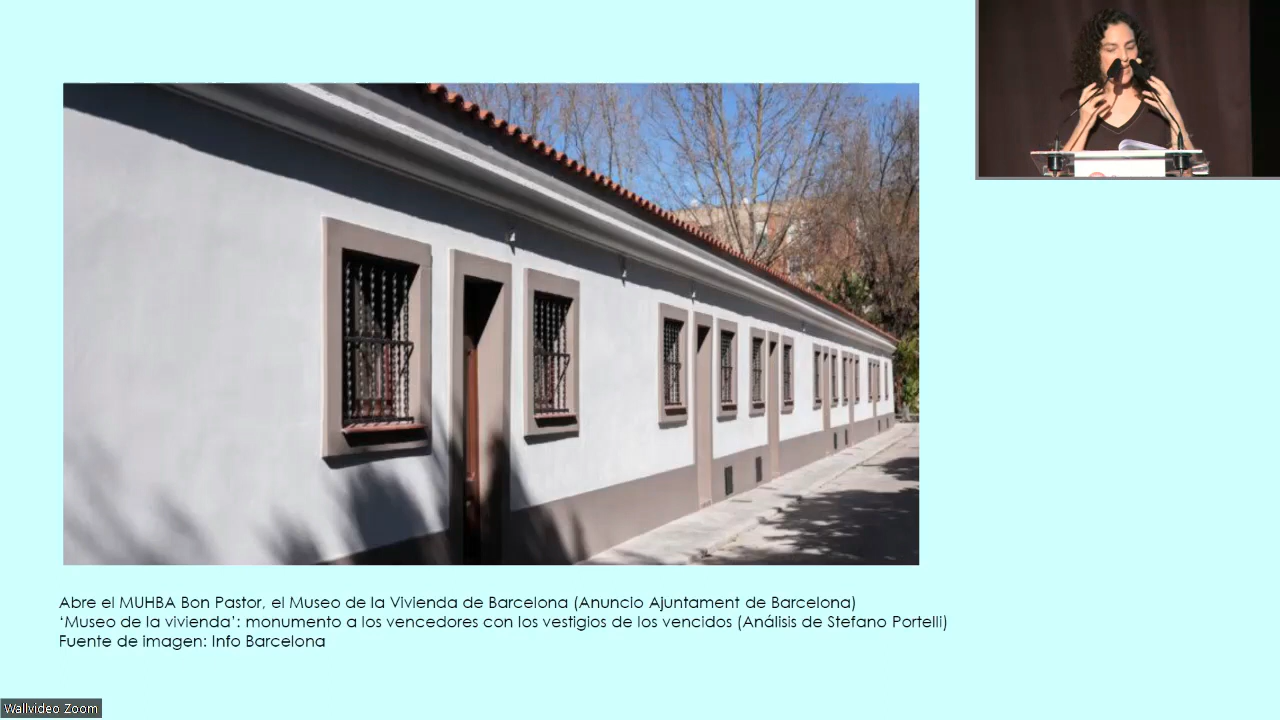 Abre el MUHBA Bon Pastor, el Museo de la Vivienda de Barcelona (Anuncio Ajuntament de Barcelona)
‘Museo de la vivienda’: monumento a los vencedores con los vestigios de los vencidos (Análisis de Stefano Portelli)
Fuente de imagen: Info Barcelona
Wallvideo Zoom